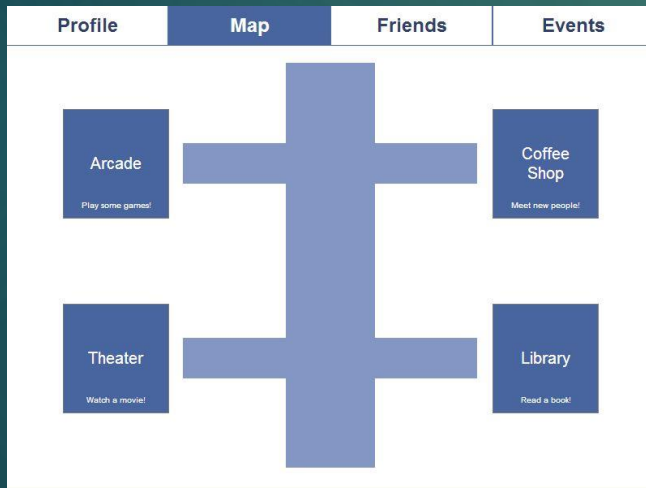 Profile
Map
Friends
Events
Arcade
Play some games!
Coffee
Shop
Meet new people!
Theater
Watch a movie!
Library
Read a book!